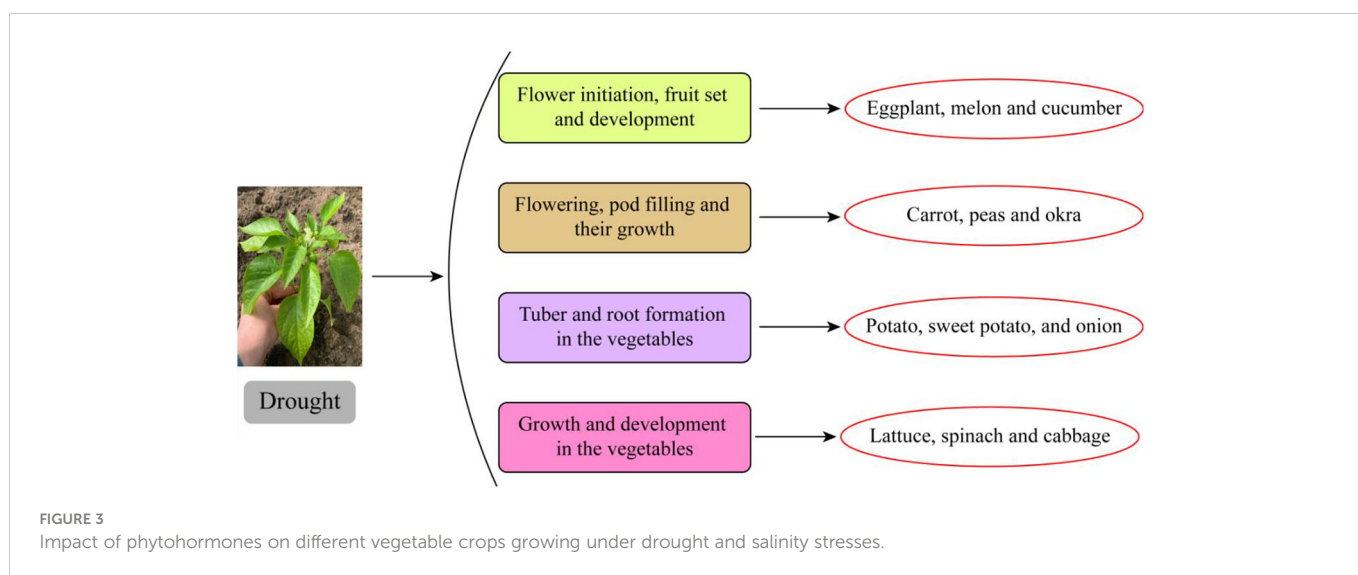 Flower initiation, fruit set
and development
Eggplant, melon and cucumber
Flowering, pod filling and
their growth
Carrot, peas and okra
Drought
Tuber and root formation
in the vegetables
Potato, sweet potato, and onion
Growth and development
in the vegetables
Lattuce, spinach and cabbage
FIGURE 3
Impact of phytohormones on different vegetable crops growing under drought and salinity stresses.